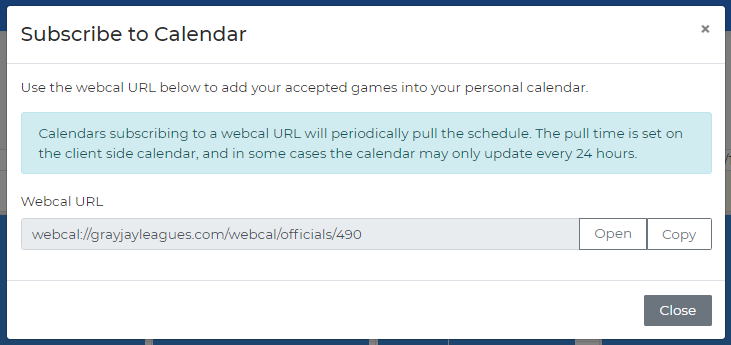 Subscribe to Calendar
×
Use the webcal URL below to add your accepted games into your personal calendar.
Calendars subscribing to a webcal URL will periodically pull the schedule. The pull time is set on
the client side calendar, and in some cases the calendar may only update every 24 hours.
Webcal URL
webcal://grayjayleagues.com/webcal/officials/490
Open
Copy
Close